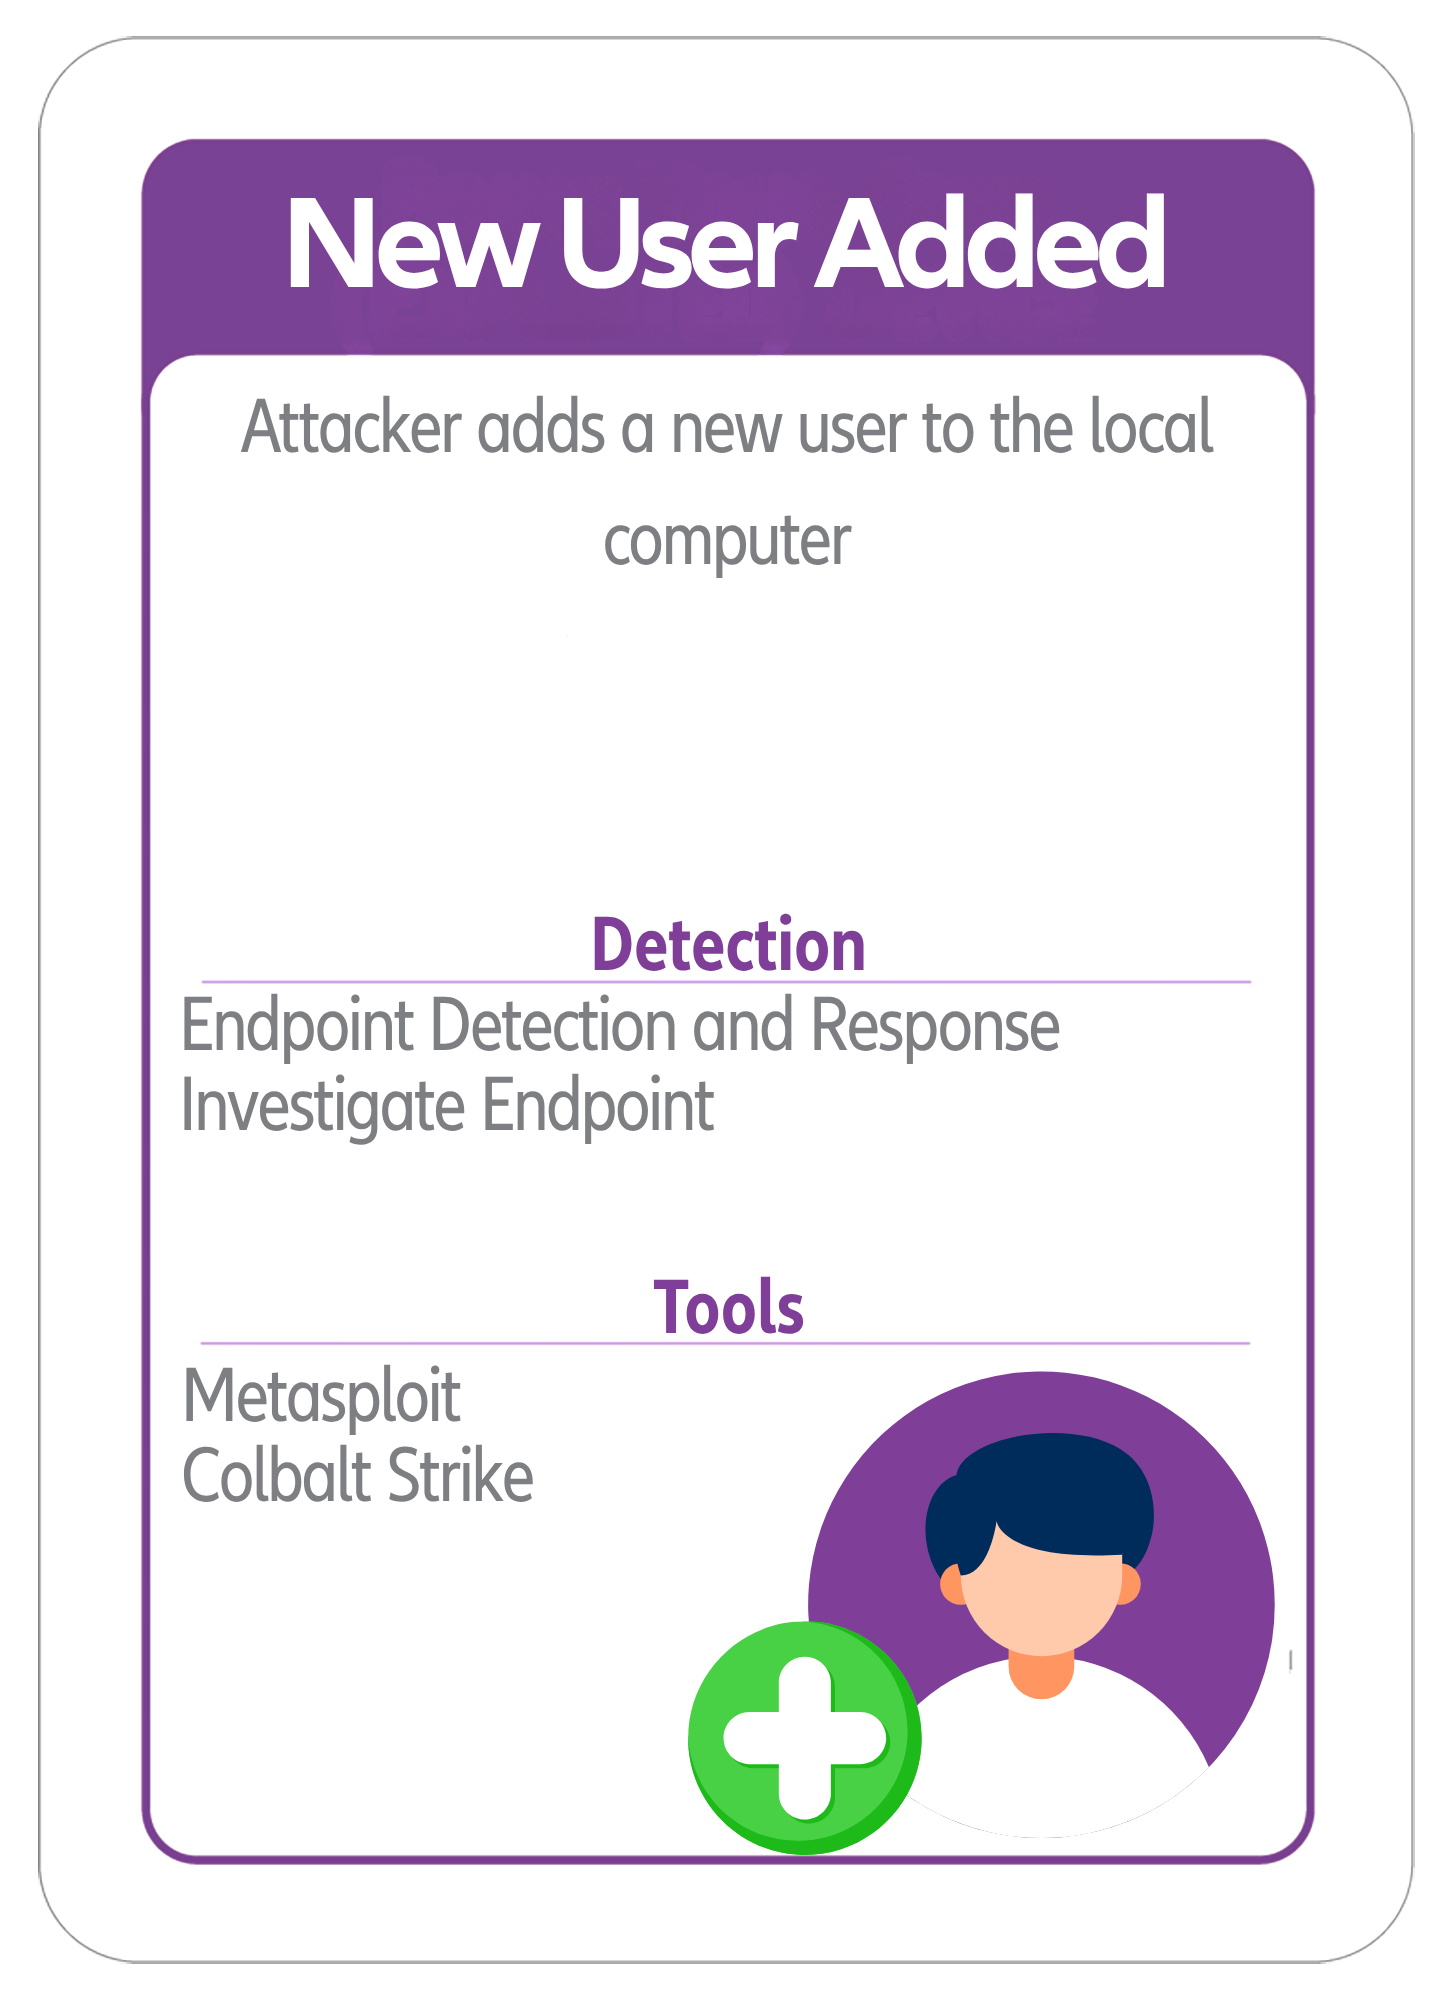 New User Added
Attacker adds a new user to the local
computer
Detection
Endpoint Detection and Response
Investigate Endpoint
Tools
Metasploit
Colbalt Strike